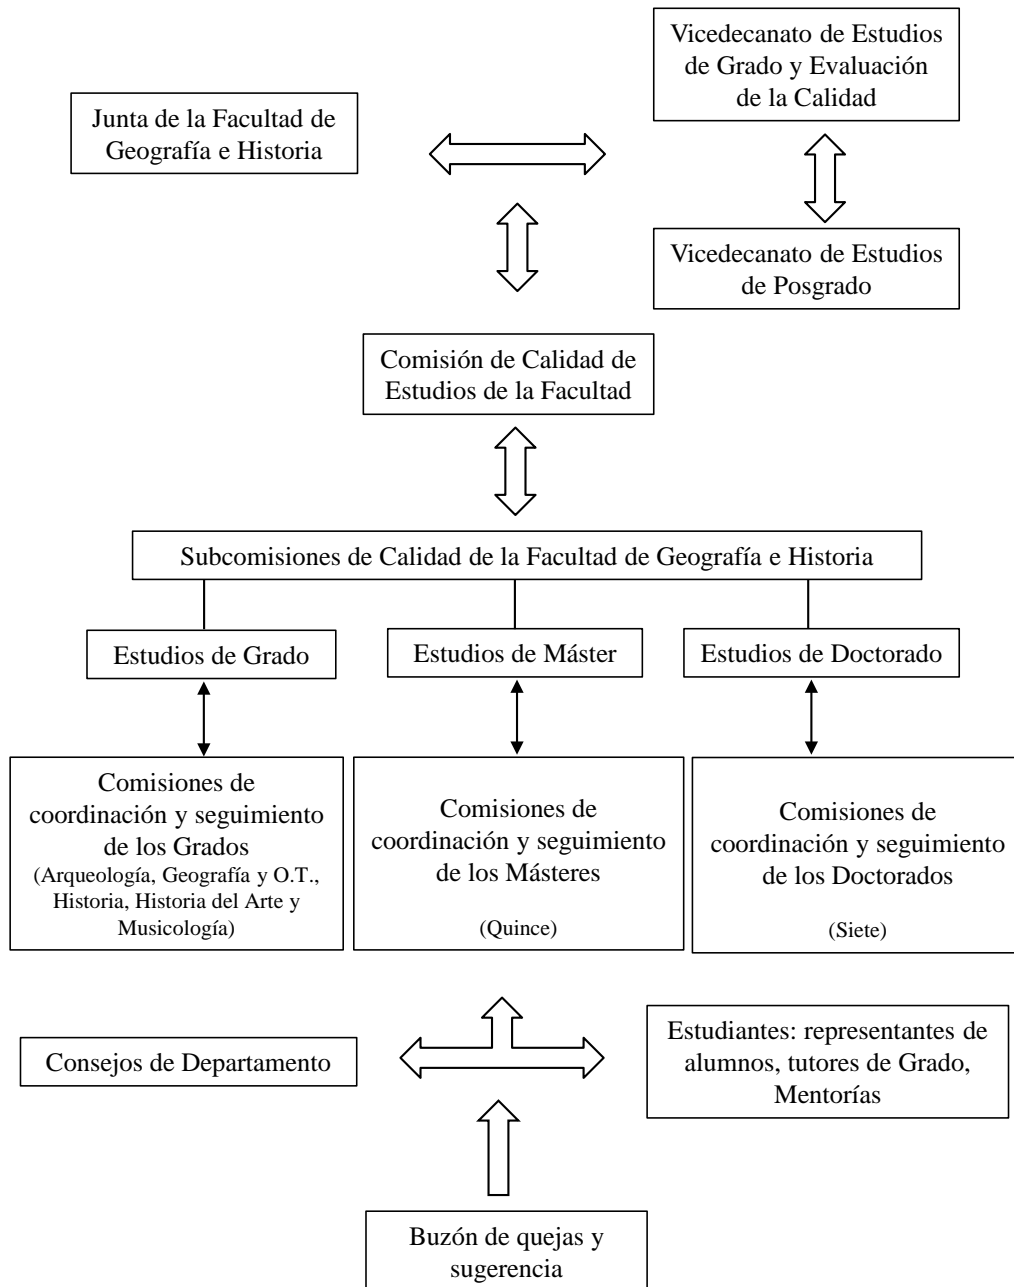 Vicedecanato de Estudios
de Grado y Evaluación
de la Calidad
Junta de la Facultad de
Geografía e Historia
Vicedecanato de Estudios
de Posgrado
Comisión de Calidad de
Estudios de la Facultad
Subcomisiones de Calidad de la Facultad de Geografía e Historia
Estudios de Grado
Estudios de Máster
Estudios de Doctorado
Comisiones de
coordinación y seguimiento
de los Grados
(Arqueología, Geografía y O.T.,
Historia, Historia del Arte y
Musicología)
Comisiones de
coordinación y seguimiento
de los Másteres
(Quince)
Comisiones de
coordinación y seguimiento
de los Doctorados
(Siete)
Consejos de Departamento
Estudiantes: representantes de
alumnos, tutores de Grado,
Mentorías
Buzón de quejas y
sugerencia